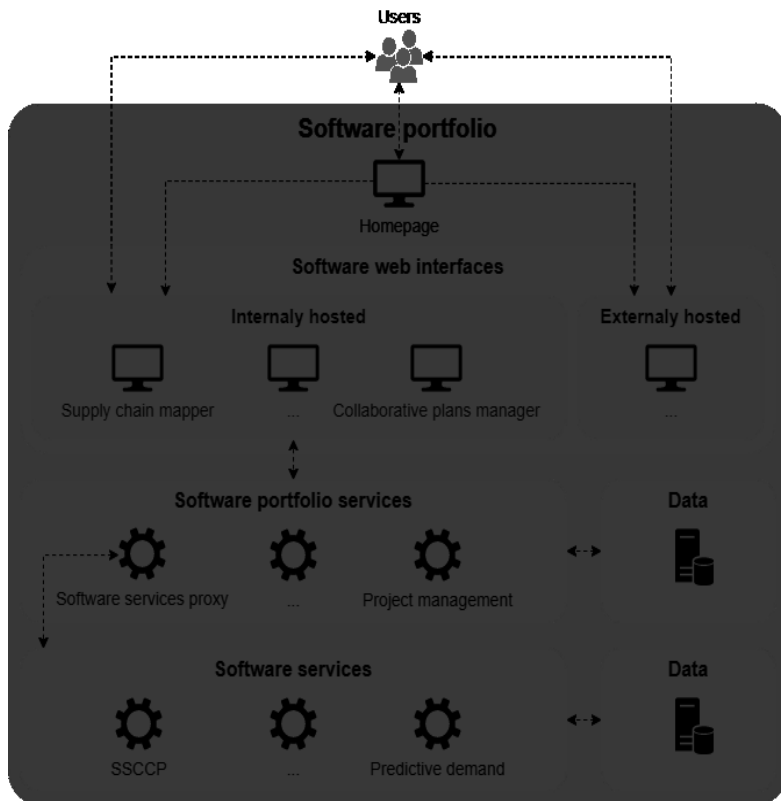 Users
Software portfolio
Homepage
Software web interfaces
Internaly hosted
Externaly hosted
Supply chain mapper
...
Collaborative plans manager
...
Software portfolio services
Data
Software services proxy
...
Project management
Software services
Data
SSCCP
...
Predictive demand